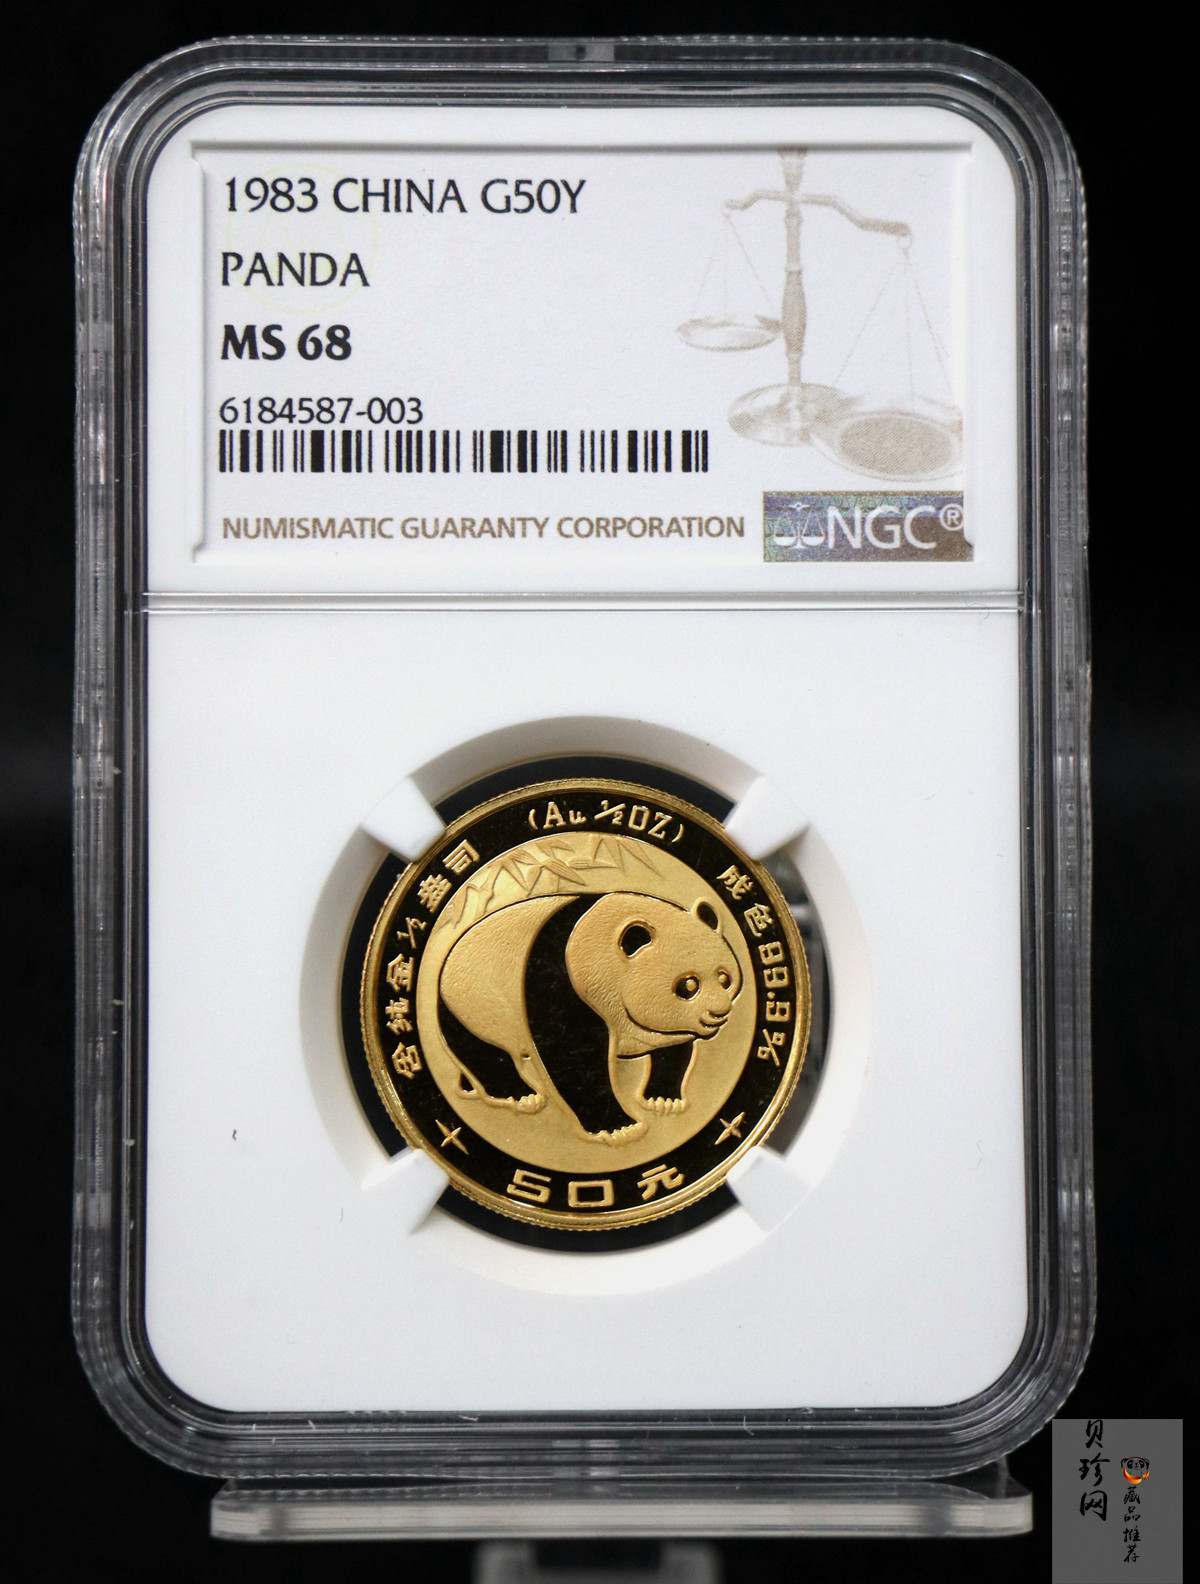 1983 CHINA G50Y
PANDA
MS 68
6184587-003
NUMISMATIC GUARANTY CORPORATION
NGC®
(Au ½OZ)
含纯金½盎司
成色99.9%
50元
贝珍网
藏品推荐